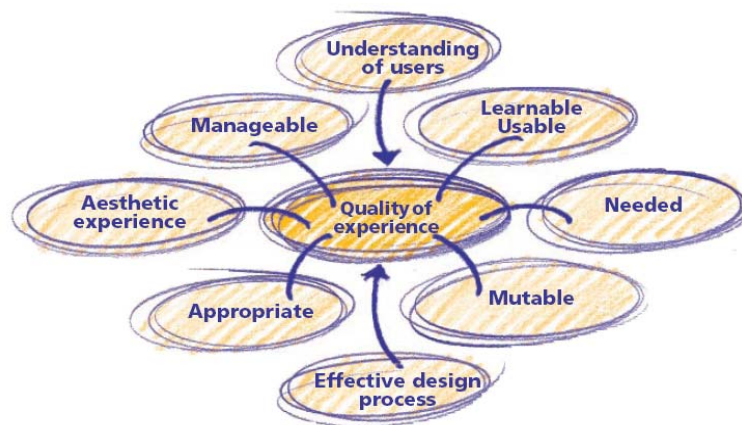 Understanding
of users
Manageable
Learnable
Usable
Aesthetic
experience
Quality of
experience
Needed
Appropriate
Mutable
Effective design
process